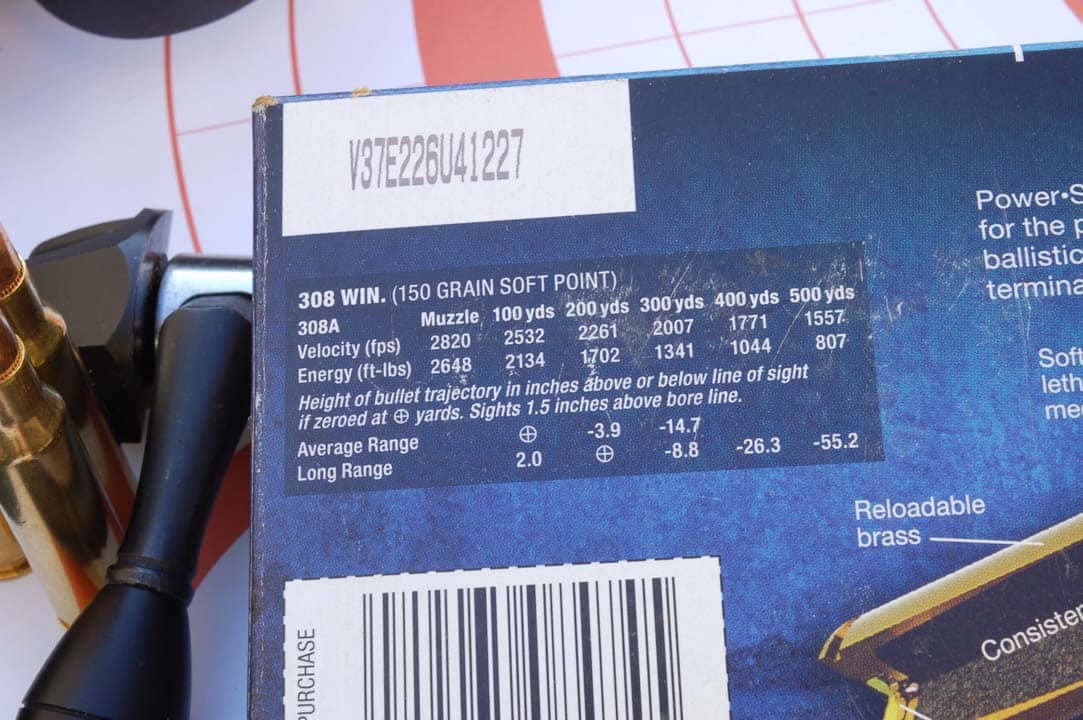 V37E226U41227
308 WIN. (150 GRAIN SOFT POINT)
308A Muzzle 100 yds 200 yds 300 yds 400 yds 500 yds
Velocity (fps) 2820 2532 2261 2007 1771 1557
Energy (ft-lbs) 2648 2134 1702 1341 1044 807
Height of bullet trajectory in inches above or below line of sight
if zeroed at ⊕ yards. Sights 1.5 inches above bore line.
Average Range ⊕ -3.9 -14.7
Long Range 2.0 ⊕ -8.8 -26.3 -55.2
Power•S
for the p
ballistic
termina
Soft
leth
me
Reloadable
brass
Consisten
PURCHASE